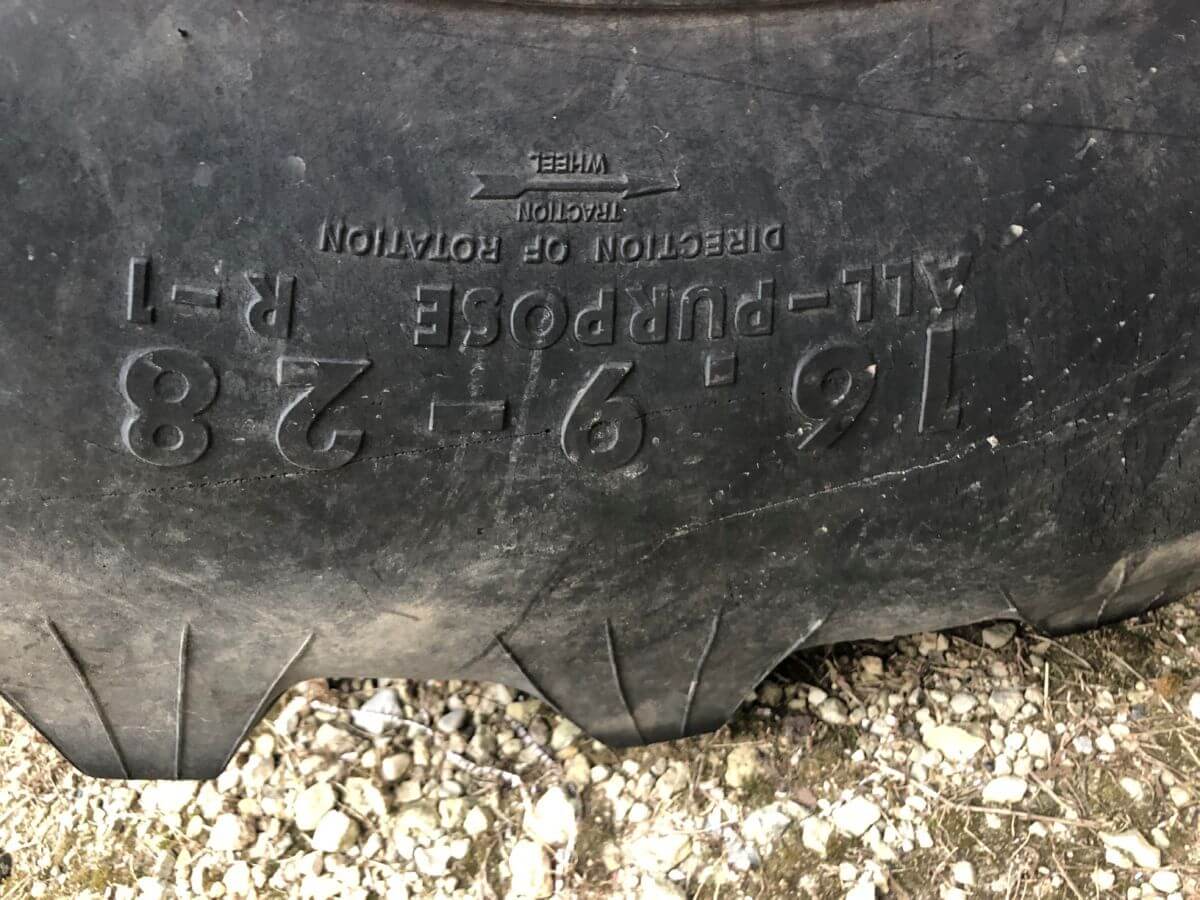 16.9-28
ALL-PURPOSE R-1
DIRECTION OF ROTATION
TRACTION
WHEEL